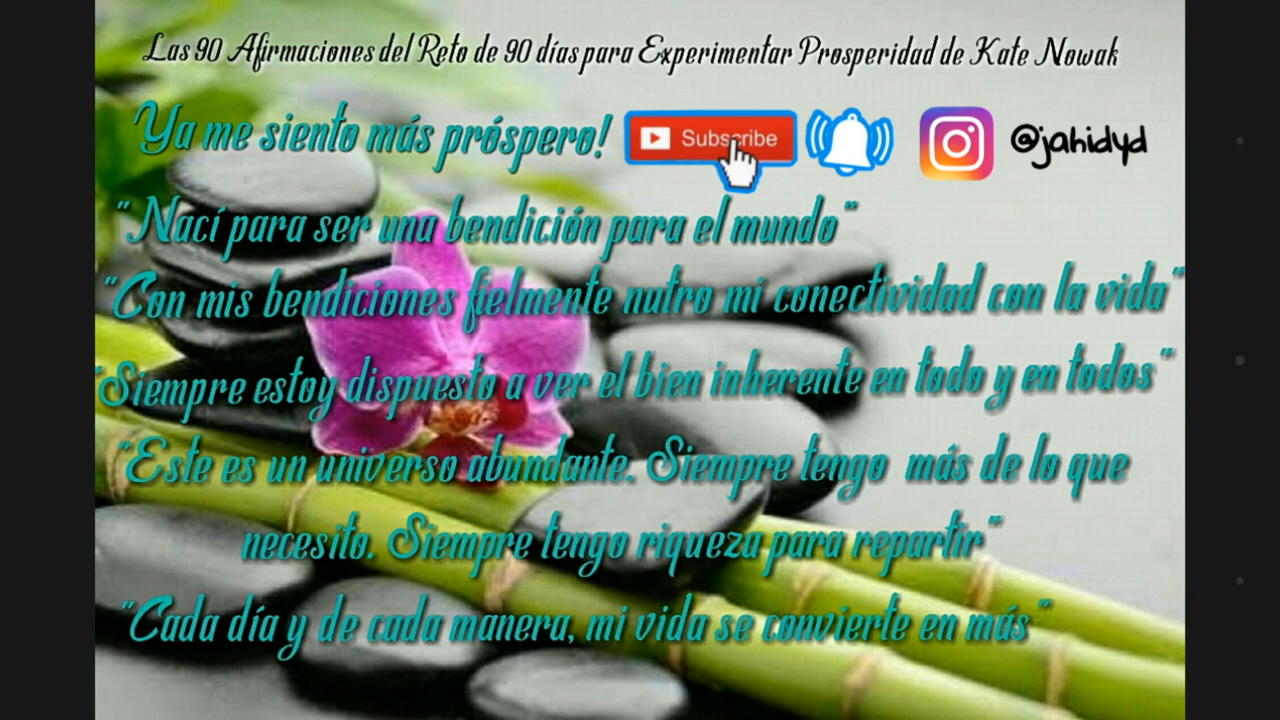 Las 90 Afirmaciones del Reto de 90 días para Experimentar Prosperidad de Kate Nowak
Ya me siento más próspero! Subscribe @jahidyd
"Nací para ser una bendición para el mundo"
"Con mis bendiciones fielmente nutro mi conectividad con la vida"
"Siempre estoy dispuesto a ver el bien inherente en todo y en todos"
"Este es un universo abundante. Siempre tengo más de lo que
necesito. Siempre tengo riqueza para repartir"
"Cada día y de cada manera, mi vida se convierte en más"